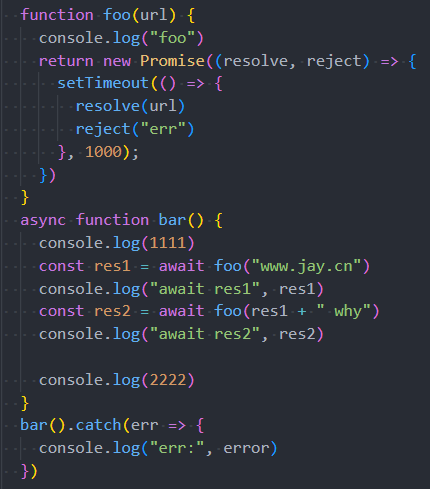 function foo(url) {
  console.log("foo")
  return new Promise((resolve, reject) => {
    setTimeout(() => {
      resolve(url)
      reject("err")
    }, 1000);
  })
}
async function bar() {
  console.log(1111)
  const res1 = await foo("www.jay.cn")
  console.log("await res1", res1)
  const res2 = await foo(res1 + " why")
  console.log("await res2", res2)

  console.log(2222)
}
bar().catch(err => {
  console.log("err:", error)
})